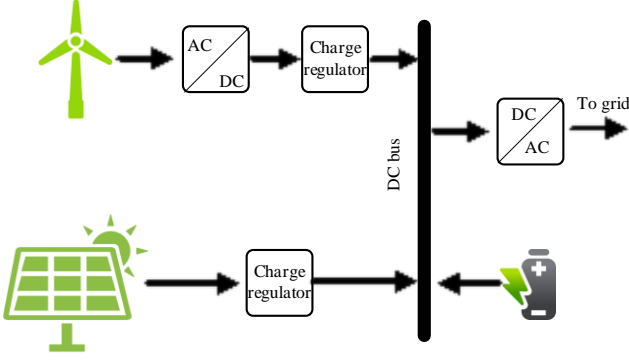 AC
DC
Charge
regulator
DC bus
DC
AC
To grid
Charge
regulator